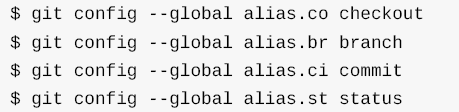 $ git config --global alias.co checkout
$ git config --global alias.br branch
$ git config --global alias.ci commit
$ git config --global alias.st status